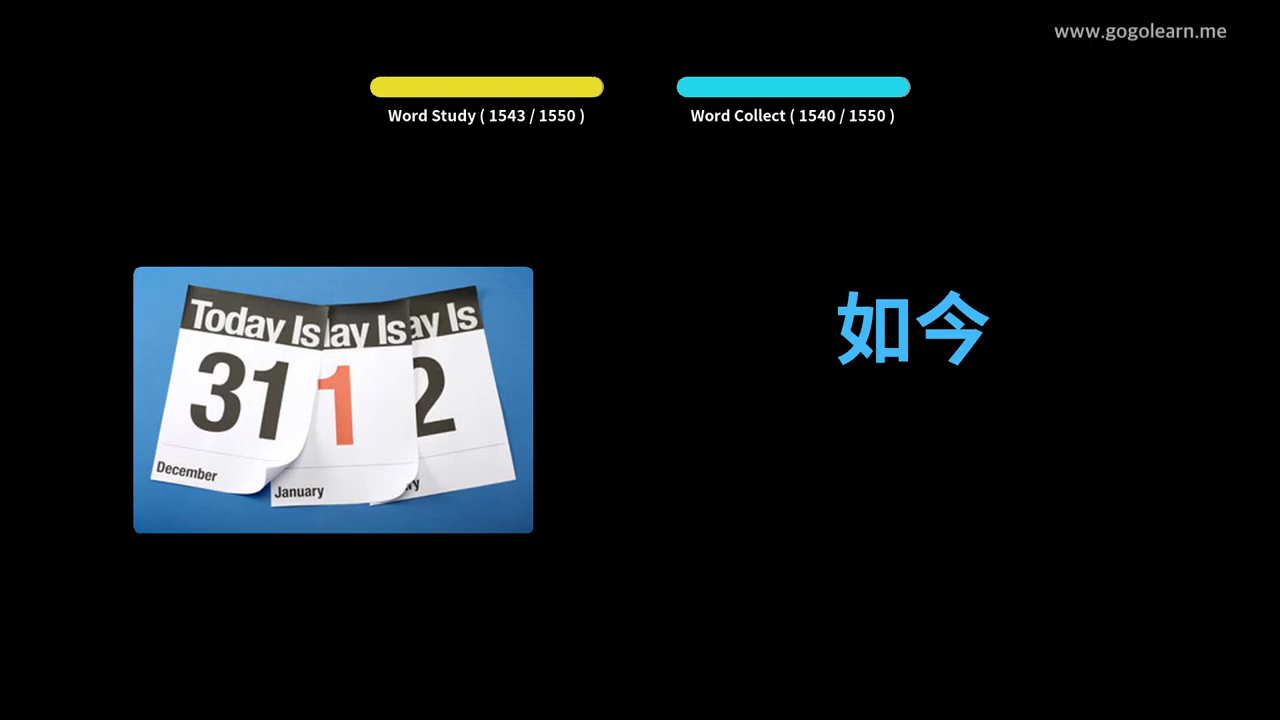 www.gogolearn.me
Word Study ( 1543 / 1550 )
Word Collect ( 1540 / 1550 )
Today Is
ay Is
ay Is
31
1
2
December
January
如今